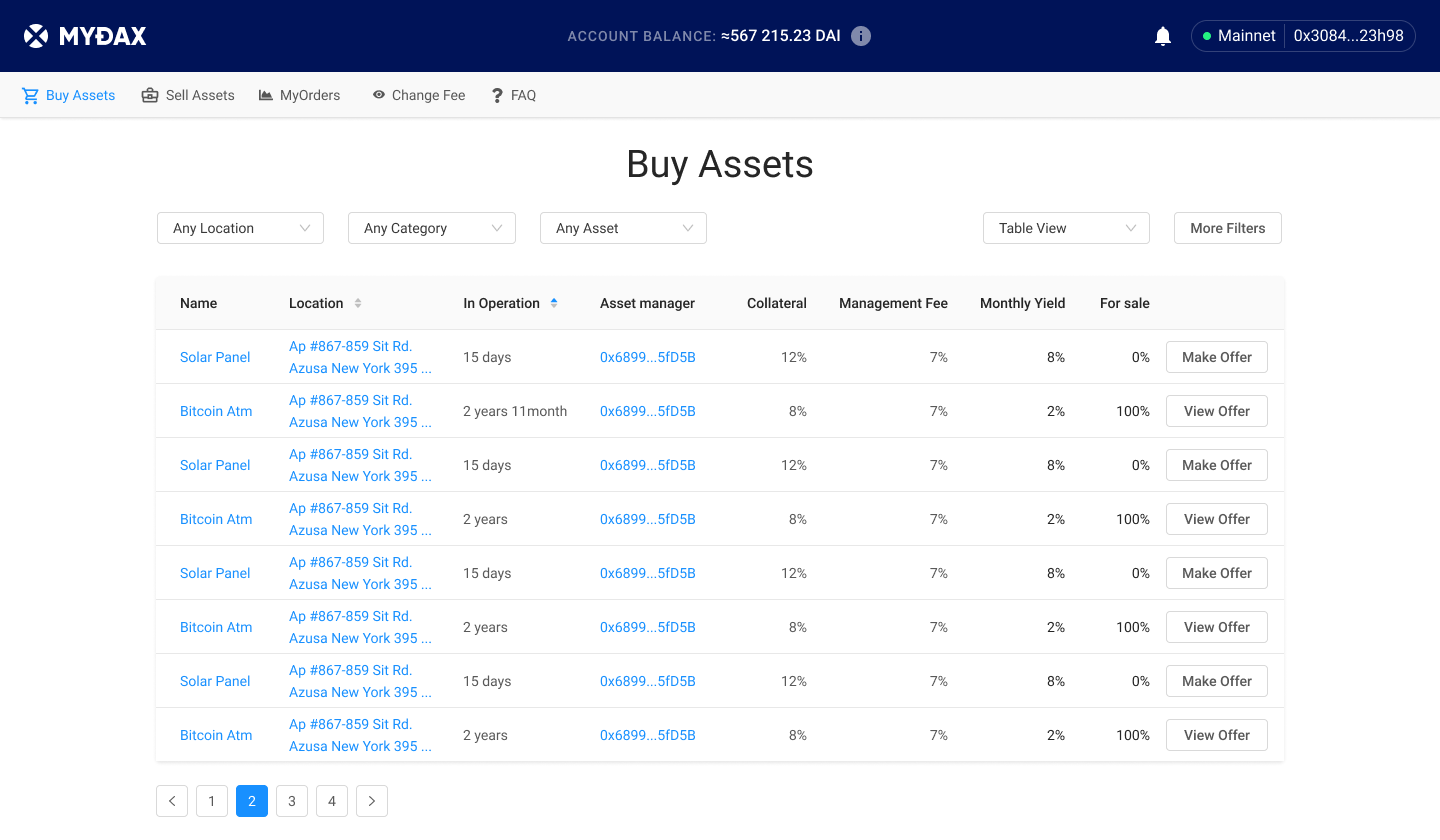 MYĐAX
ACCOUNT BALANCE: ≈567 215.23 DAI i
Mainnet 0x3084...23h98
Buy Assets Sell Assets MyOrders Change Fee ? FAQ
Buy Assets
Any Location Any Category Any Asset Table View More Filters
Name Location In Operation Asset manager Collateral Management Fee Monthly Yield For sale
Solar Panel Ap #867-859 Sit Rd. 15 days 0x6899...5fD5B 12% 7% 8% 0% Make Offer
Azusa New York 395 ...
Bitcoin Atm Ap #867-859 Sit Rd. 2 years 11month 0x6899...5fD5B 8% 7% 2% 100% View Offer
Azusa New York 395 ...
Solar Panel Ap #867-859 Sit Rd. 15 days 0x6899...5fD5B 12% 7% 8% 0% Make Offer
Azusa New York 395 ...
Bitcoin Atm Ap #867-859 Sit Rd. 2 years 0x6899...5fD5B 8% 7% 2% 100% View Offer
Azusa New York 395 ...
Solar Panel Ap #867-859 Sit Rd. 15 days 0x6899...5fD5B 12% 7% 8% 0% Make Offer
Azusa New York 395 ...
Bitcoin Atm Ap #867-859 Sit Rd. 2 years 0x6899...5fD5B 8% 7% 2% 100% View Offer
Azusa New York 395 ...
Solar Panel Ap #867-859 Sit Rd. 15 days 0x6899...5fD5B 12% 7% 8% 0% Make Offer
Azusa New York 395 ...
Bitcoin Atm Ap #867-859 Sit Rd. 2 years 0x6899...5fD5B 8% 7% 2% 100% View Offer
Azusa New York 395 ...
1 2 3 4